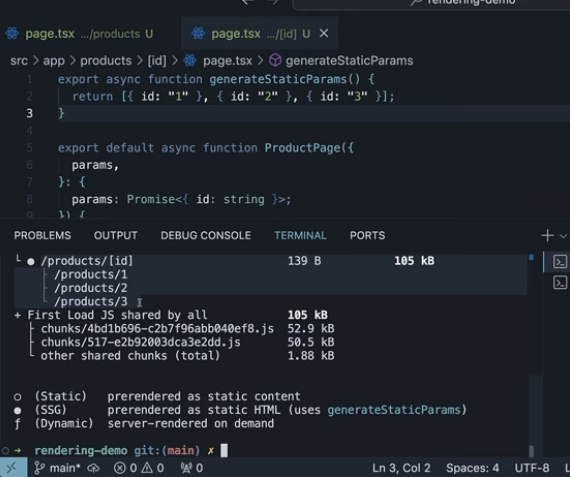 rendering-demo
page.tsx .../products U
page.tsx .../[id] U ×
src > app > products > [id] > page.tsx > generateStaticParams
1 export async function generateStaticParams() {
2 return [{ id: "1" }, { id: "2" }, { id: "3" }];
3 }
4
5 export default async function ProductPage({
6 params,
7 }: {
8 params: Promise<{ id: string }>;
9 }) {
PROBLEMS OUTPUT DEBUG CONSOLE TERMINAL PORTS
└ ● /products/[id] 139 B 105 kB
├ /products/1
├ /products/2
└ /products/3
+ First Load JS shared by all 105 kB
├ chunks/4bd1b696-c2b7f96abb040ef8.js 52.9 kB
├ chunks/517-e2b92003dca3e2dd.js 50.5 kB
└ other shared chunks (total) 1.88 kB
○ (Static) prerendered as static content
● (SSG) prerendered as static HTML (uses generateStaticParams)
ƒ (Dynamic) server-rendered on demand
→ rendering-demo git:(main) ✗
main* 0 0 0 Ln 3, Col 2 Spaces: 4 UTF-8